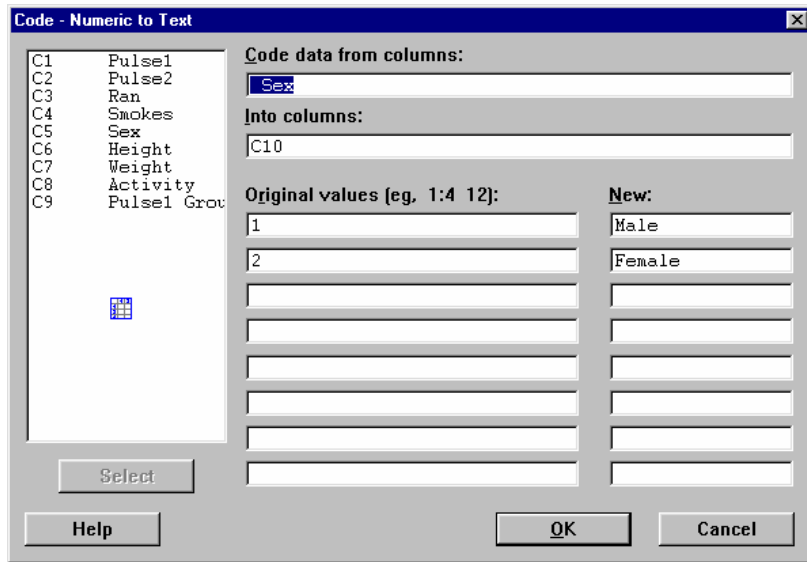 Code - Numeric to Text
C1 Pulse1
C2 Pulse2
C3 Ran
C4 Smokes
C5 Sex
C6 Height
C7 Weight
C8 Activity
C9 Pulse1 Grou
Select
Help
Code data from columns:
Sex
Into columns:
C10
Original values (eg, 1:4 12): New:
1 Male
2 Female
OK Cancel